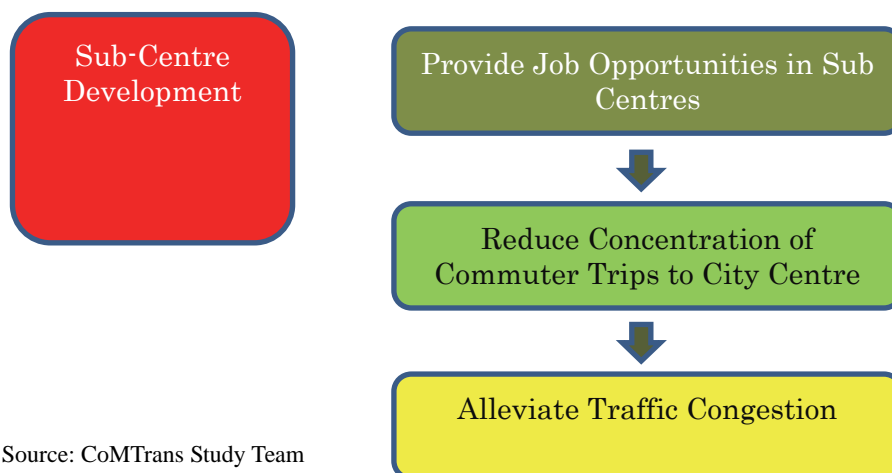 Sub-Centre
Development
Provide Job Opportunities in Sub
Centres
Reduce Concentration of
Commuter Trips to City Centre
Alleviate Traffic Congestion
Source: CoMTrans Study Team